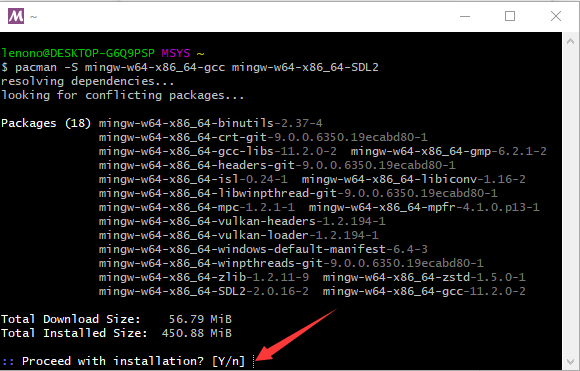 M ~
lenono@DESKTOP-G6Q9PSP MSYS ~
$ pacman -S mingw-w64-x86_64-gcc mingw-w64-x86_64-SDL2
resolving dependencies...
looking for conflicting packages...
Packages (18) mingw-w64-x86_64-binutils-2.37-4
mingw-w64-x86_64-crt-git-9.0.0.6350.19ecabd80-1
mingw-w64-x86_64-gcc-libs-11.2.0-2 mingw-w64-x86_64-gmp-6.2.1-2
mingw-w64-x86_64-headers-git-9.0.0.6350.19ecabd80-1
mingw-w64-x86_64-isl-0.24-1 mingw-w64-x86_64-libiconv-1.16-2
mingw-w64-x86_64-libwinpthread-git-9.0.0.6350.19ecabd80-1
mingw-w64-x86_64-mpc-1.2.1-1 mingw-w64-x86_64-mpfr-4.1.0.p13-1
mingw-w64-x86_64-vulkan-headers-1.2.194-1
mingw-w64-x86_64-vulkan-loader-1.2.194-1
mingw-w64-x86_64-windows-default-manifest-6.4-3
mingw-w64-x86_64-winpthreads-git-9.0.0.6350.19ecabd80-1
mingw-w64-x86_64-zlib-1.2.11-9 mingw-w64-x86_64-zstd-1.5.0-1
mingw-w64-x86_64-SDL2-2.0.16-2 mingw-w64-x86_64-gcc-11.2.0-2
Total Download Size: 56.79 MiB
Total Installed Size: 450.88 MiB
:: Proceed with installation? [Y/n]